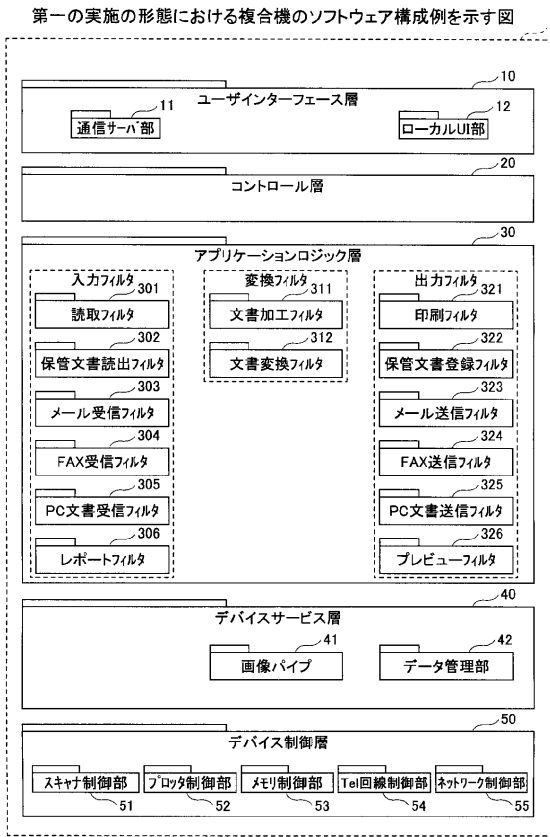 第一の実施の形態における複合機のソフトウェア構成例を示す図
10
ユーザインターフェース層
11
通信サーバ部
12
ローカルUI部
20
コントロール層
30
アプリケーションロジック層
入力フィルタ
301
読取フィルタ
302
保管文書読出フィルタ
303
メール受信フィルタ
304
FAX受信フィルタ
305
PC文書受信フィルタ
306
レポートフィルタ
変換フィルタ
311
文書加工フィルタ
312
文書変換フィルタ
出力フィルタ
321
印刷フィルタ
322
保管文書登録フィルタ
323
メール送信フィルタ
324
FAX送信フィルタ
325
PC文書送信フィルタ
326
プレビューフィルタ
40
デバイスサービス層
41
画像パイプ
42
データ管理部
50
デバイス制御層
スキャナ制御部
51
プロッタ制御部
52
メモリ制御部
53
Tel回線制御部
54
ネットワーク制御部
55